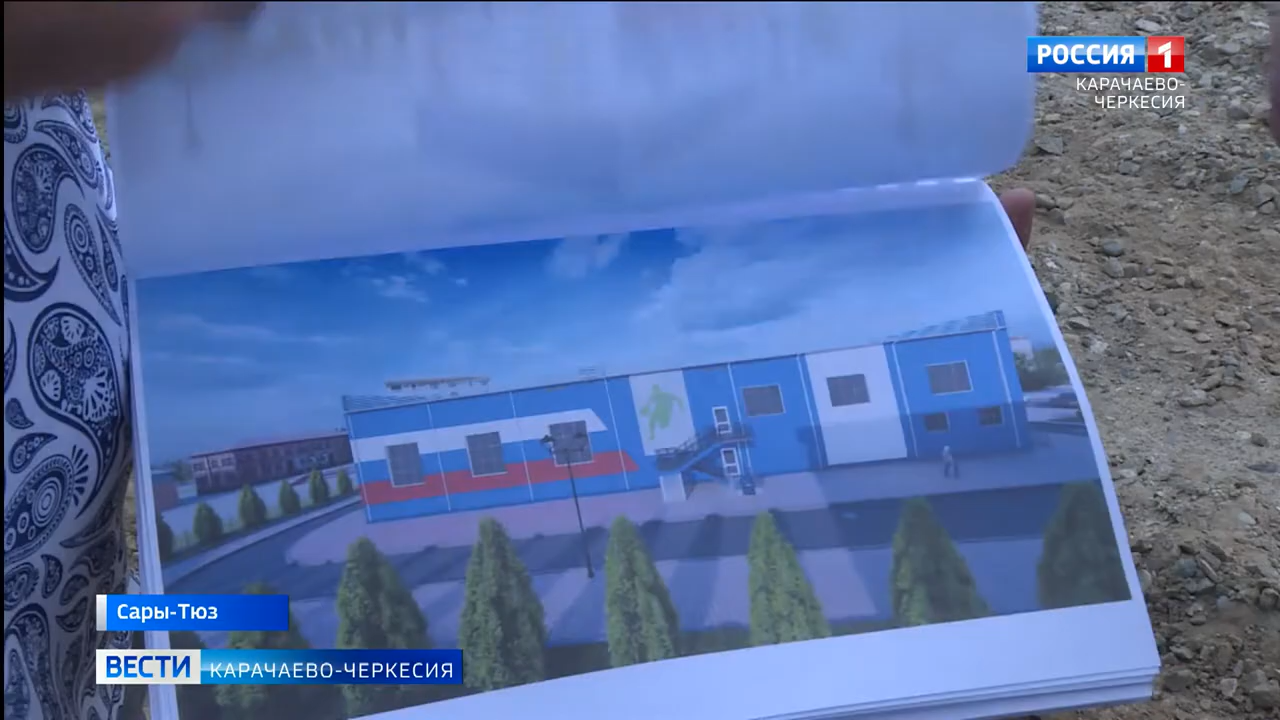 РОССИЯ 1
КАРАЧАЕВО-
ЧЕРКЕСИЯ
Сары-Тюз
ВЕСТИ КАРАЧАЕВО-ЧЕРКЕСИЯ